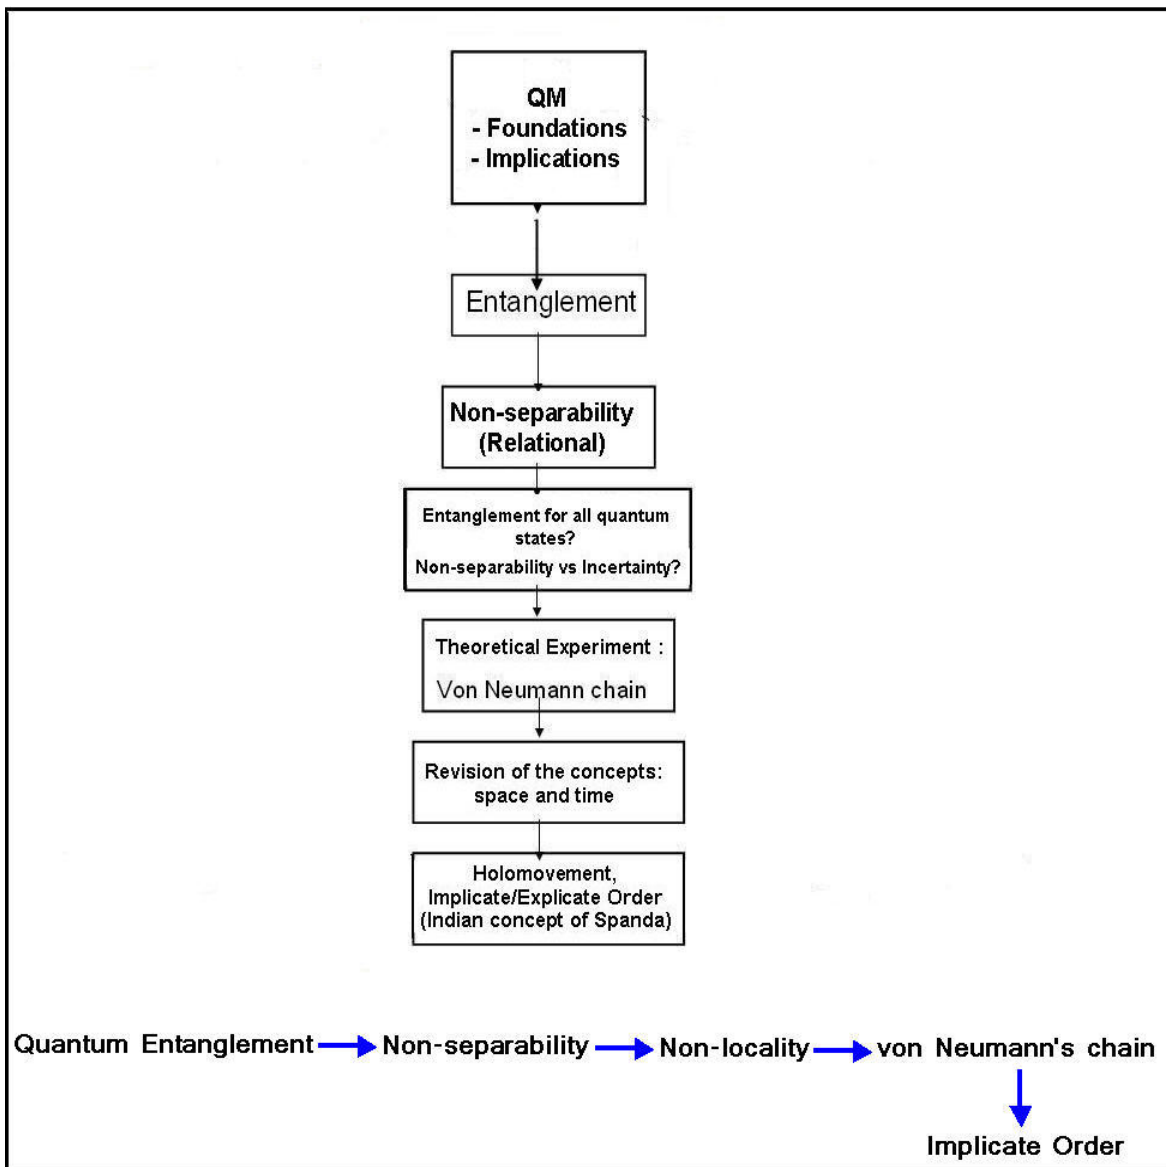 QM
- Foundations
- Implications
Entanglement
Non-separability
(Relational)
Entanglement for all quantum
states?
Non-separability vs Incertainty?
Theoretical Experiment :
Von Neumann chain
Revision of the concepts:
space and time
Holomovement,
Implicate/Explicate Order
(Indian concept of Spanda)
Quantum Entanglement Non-separability Non-locality von Neumann's chain
Implicate Order